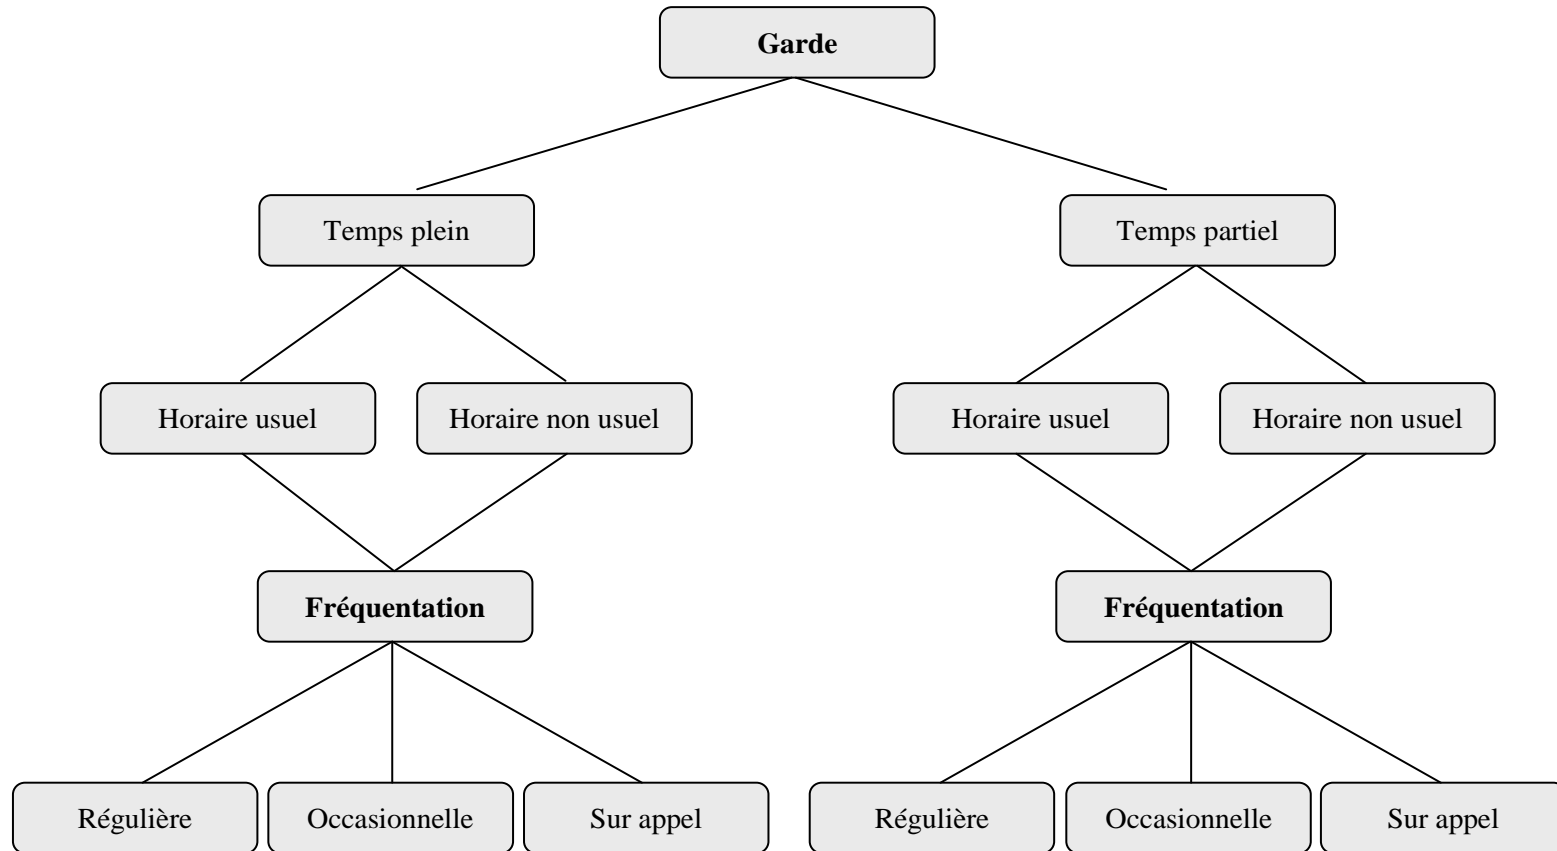 Garde
Temps plein
Temps partiel
Horaire usuel
Horaire non usuel
Horaire usuel
Horaire non usuel
Fréquentation
Fréquentation
Régulière
Occasionnelle
Sur appel
Régulière
Occasionnelle
Sur appel